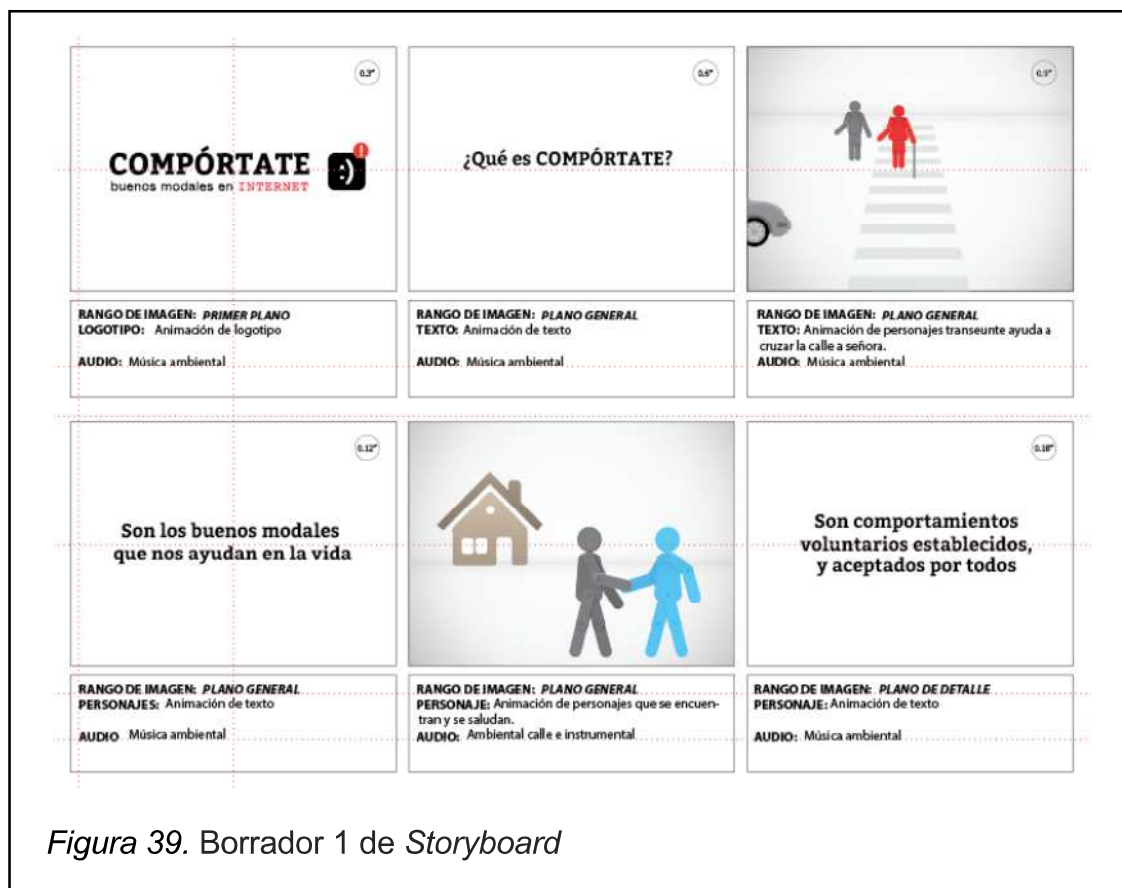 0.3"
COMPÓRTATE
buenos modales en INTERNET
:)
!
RANGO DE IMAGEN: PRIMER PLANO
LOGOTIPO: Animación de logotipo
AUDIO: Música ambiental
0.6"
¿Qué es COMPÓRTATE?
RANGO DE IMAGEN: PLANO GENERAL
TEXTO: Animación de texto
AUDIO: Música ambiental
0.9"
RANGO DE IMAGEN: PLANO GENERAL
TEXTO: Animación de personajes transeunte ayuda a
cruzar la calle a señora.
AUDIO: Música ambiental
0.12"
Son los buenos modales
que nos ayudan en la vida
RANGO DE IMAGEN: PLANO GENERAL
PERSONAJES: Animación de texto
AUDIO Música ambiental
RANGO DE IMAGEN: PLANO GENERAL
PERSONAJE: Animación de personajes que se encuen-
tran y se saludan.
AUDIO: Ambiental calle e instrumental
0.18"
Son comportamientos
voluntarios establecidos,
y aceptados por todos
RANGO DE IMAGEN: PLANO DE DETALLE
PERSONAJE: Animación de texto
AUDIO: Música ambiental
Figura 39. Borrador 1 de Storyboard